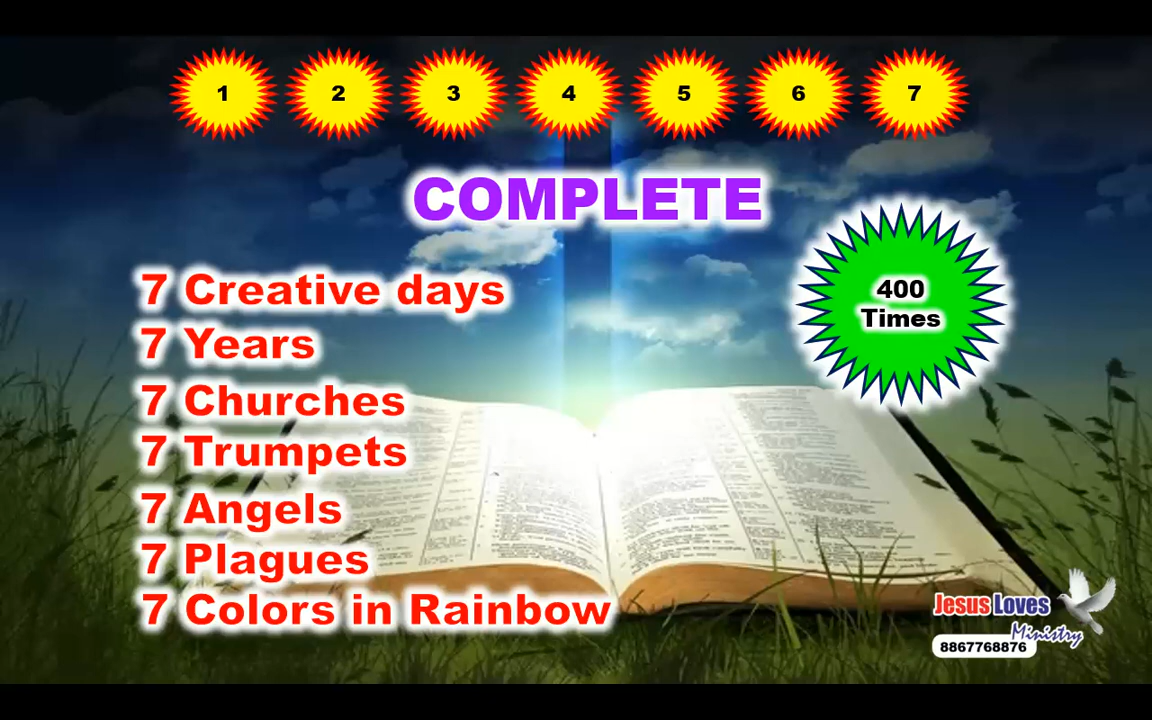 1 2 3 4 5 6 7
COMPLETE
400
Times
7 Creative days
7 Years
7 Churches
7 Trumpets
7 Angels
7 Plagues
7 Colors in Rainbow
Jesus Loves
Ministry
8867768876